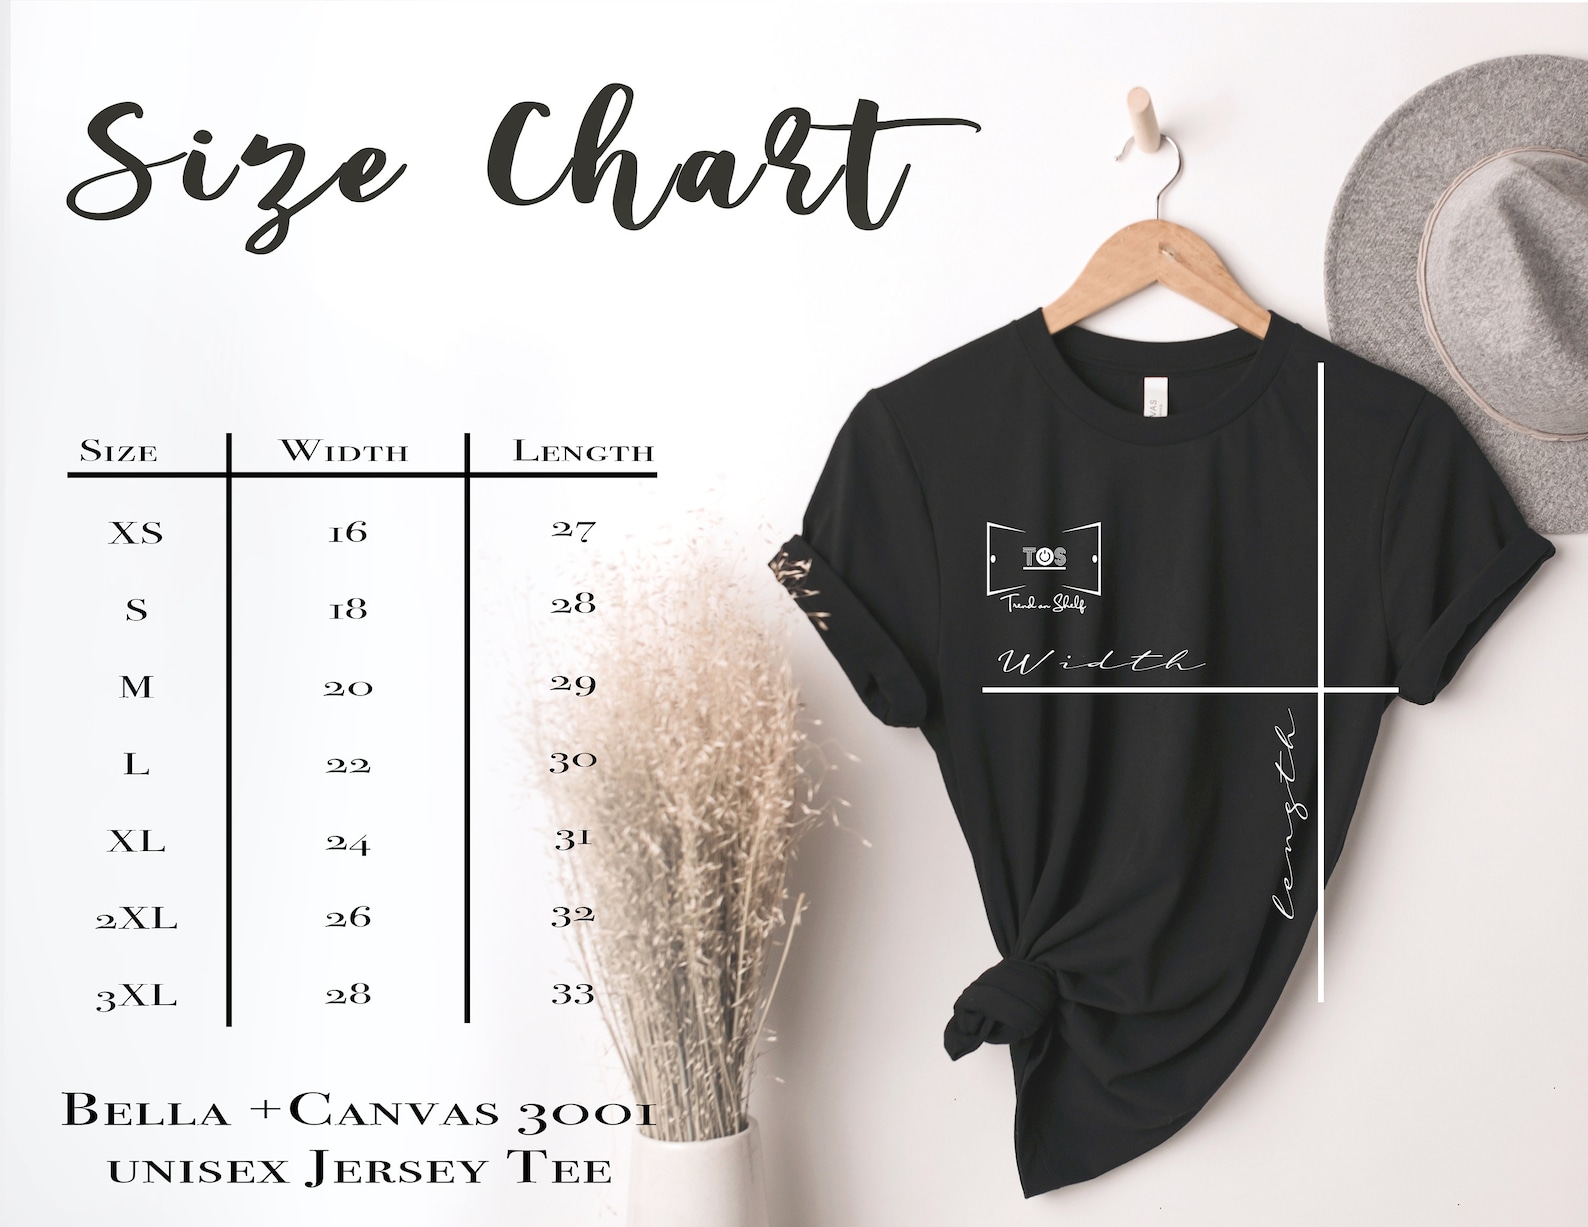 Size Chart
Size Width Length
XS 16 27
S 18 28
M 20 29
L 22 30
XL 24 31
2XL 26 32
3XL 28 33
Bella +Canvas 3001
unisex Jersey Tee
VAS
TOS
Trend on Shelf
Width
length